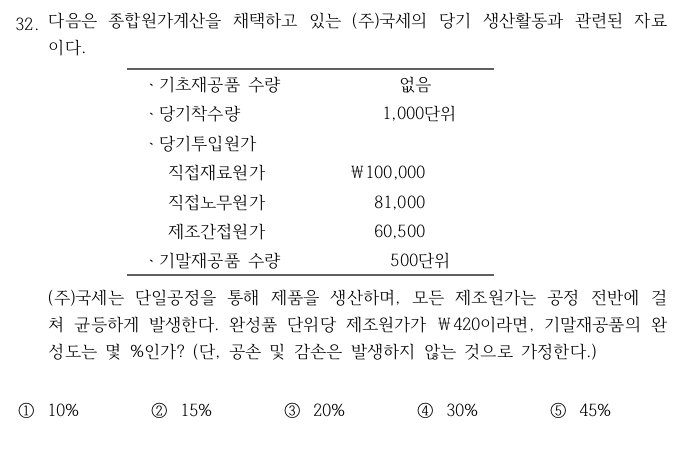 32. 다음은 종합원가계산을 채택하고 있는 (주)국세의 당기 생산활동과 관련된 자료
이다.
ㆍ기초재공품 수량 없음
ㆍ당기착수량 1,000단위
ㆍ당기투입원가
직접재료원가 ₩100,000
직접노무원가 81,000
제조간접원가 60,500
ㆍ기말재공품 수량 500단위
(주)국세는 단일공정을 통해 제품을 생산하며, 모든 제조원가는 공정 전반에 걸
쳐 균등하게 발생한다. 완성품 단위당 제조원가가 ₩420이라면, 기말재공품의 완
성도는 몇 %인가? (단, 공손 및 감손은 발생하지 않는 것으로 가정한다.)
① 10% ② 15% ③ 20% ④ 30% ⑤ 45%